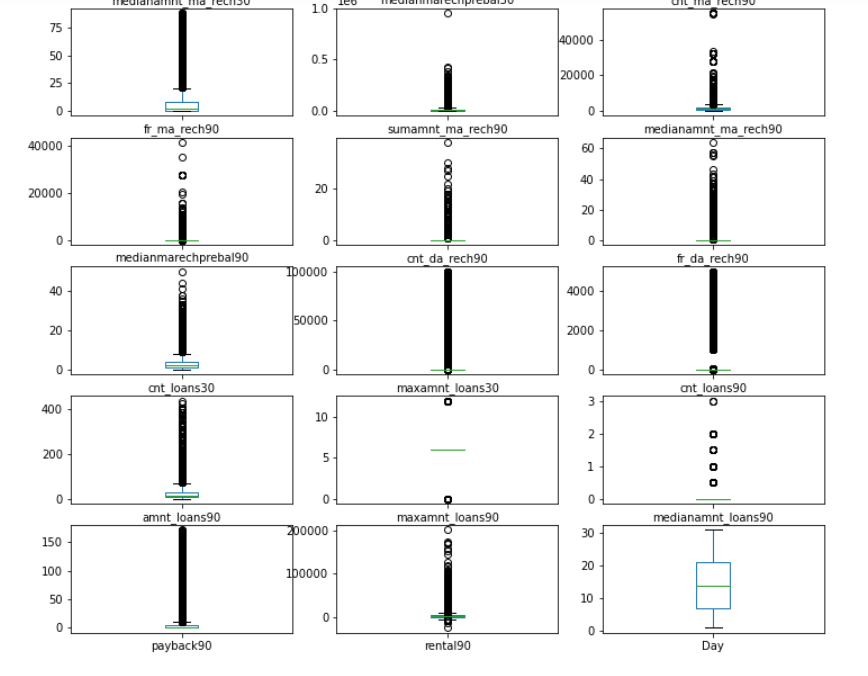 medianamnt_ma_rech30
1e6
medianmarechprebal30
cnt_ma_rech90
75
50
25
0
1.0
0.5
0.0
40000
20000
0
fr_ma_rech90
sumamnt_ma_rech90
medianamnt_ma_rech90
40000
20000
0
20
0
60
40
20
0
medianmarechprebal90
cnt_da_rech90
fr_da_rech90
40
20
0
100000
50000
0
4000
2000
0
cnt_loans30
maxamnt_loans30
cnt_loans90
400
200
0
10
5
0
3
2
1
0
amnt_loans90
maxamnt_loans90
medianamnt_loans90
150
100
50
0
200000
100000
0
30
20
10
0
payback90
rental90
Day